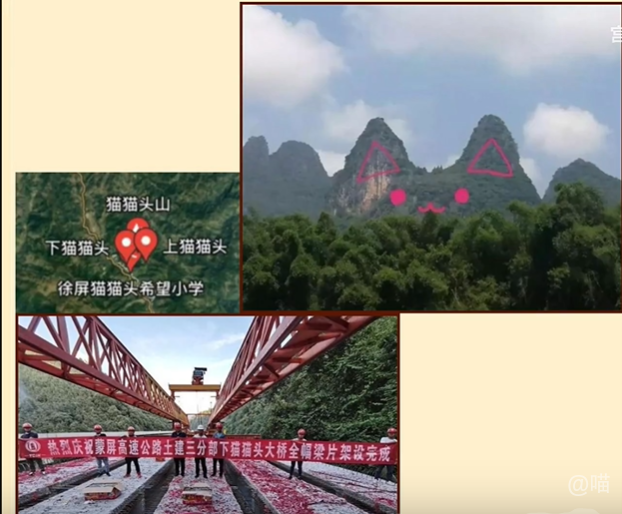 猫猫头山
下猫猫头
上猫猫头
徐屏猫猫头希望小学
热烈庆祝蒙屏高速公路土建三分部下猫猫头大桥全幅梁片架设完成
@喵